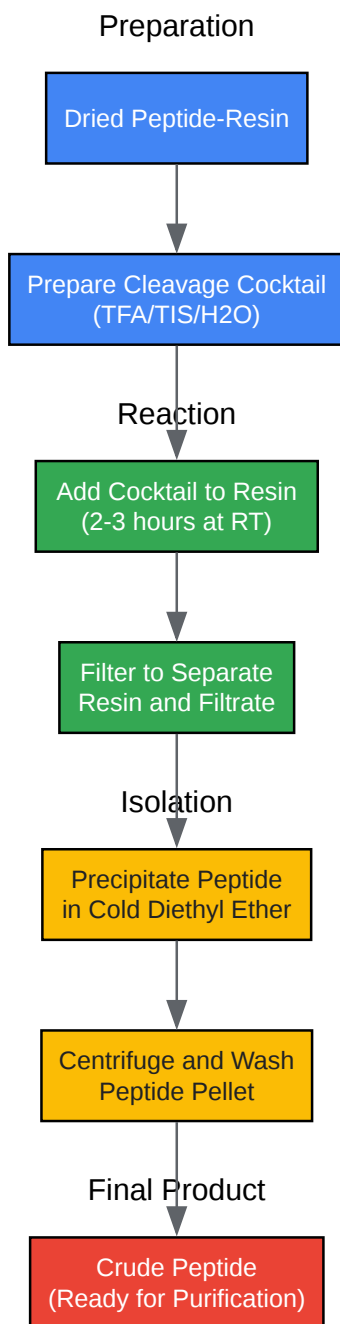 Preparation
Dried Peptide-Resin
Prepare Cleavage Cocktail
(TFA/TIS/H2O)
Reaction
Add Cocktail to Resin
(2-3 hours at RT)
Filter to Separate
Resin and Filtrate
Isolation
Precipitate Peptide
in Cold Diethyl Ether
Centrifuge and Wash
Peptide Pellet
Final Product
Crude Peptide
(Ready for Purification)